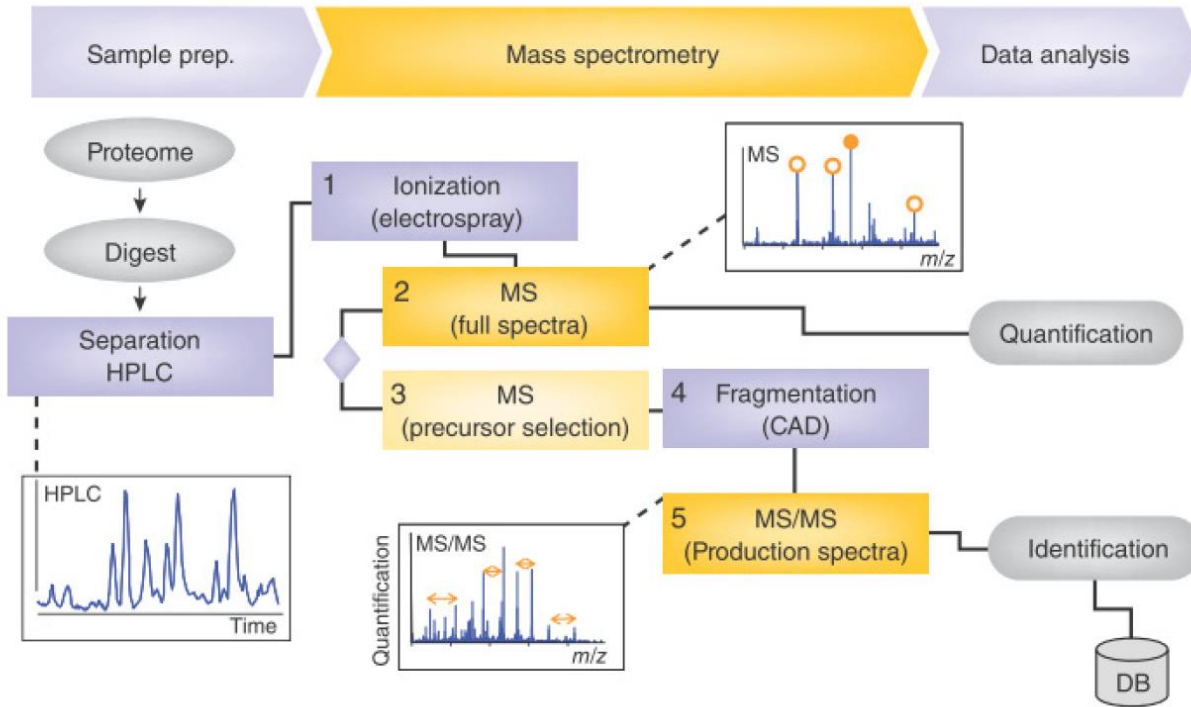 Sample prep.
Mass spectrometry
Data analysis
Proteome
Digest
Separation
HPLC
HPLC
Time
1
Ionization
(electrospray)
2
MS
(full spectra)
3
MS
(precursor selection)
MS
m/z
Quantification
4
Fragmentation
(CAD)
5
MS/MS
(Production spectra)
Quantification
MS/MS
m/z
Identification
DB